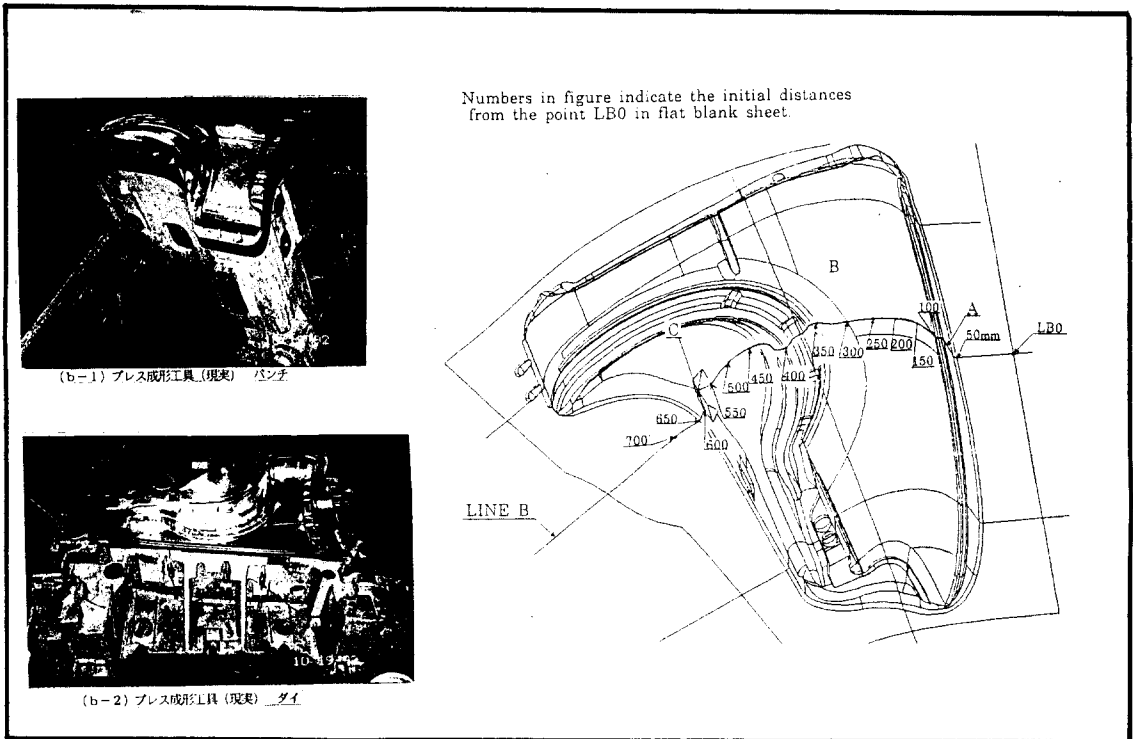 Numbers in figure indicate the initial distances
from the point LB0 in flat blank sheet.
(b-1) プレス成形工具 (現実) パンチ
(b-2) プレス成形工具 (現実) ダイ
B
C
A
LB0
50mm
100
150
200
250
300
350
400
450
500
550
600
650
700
LINE B